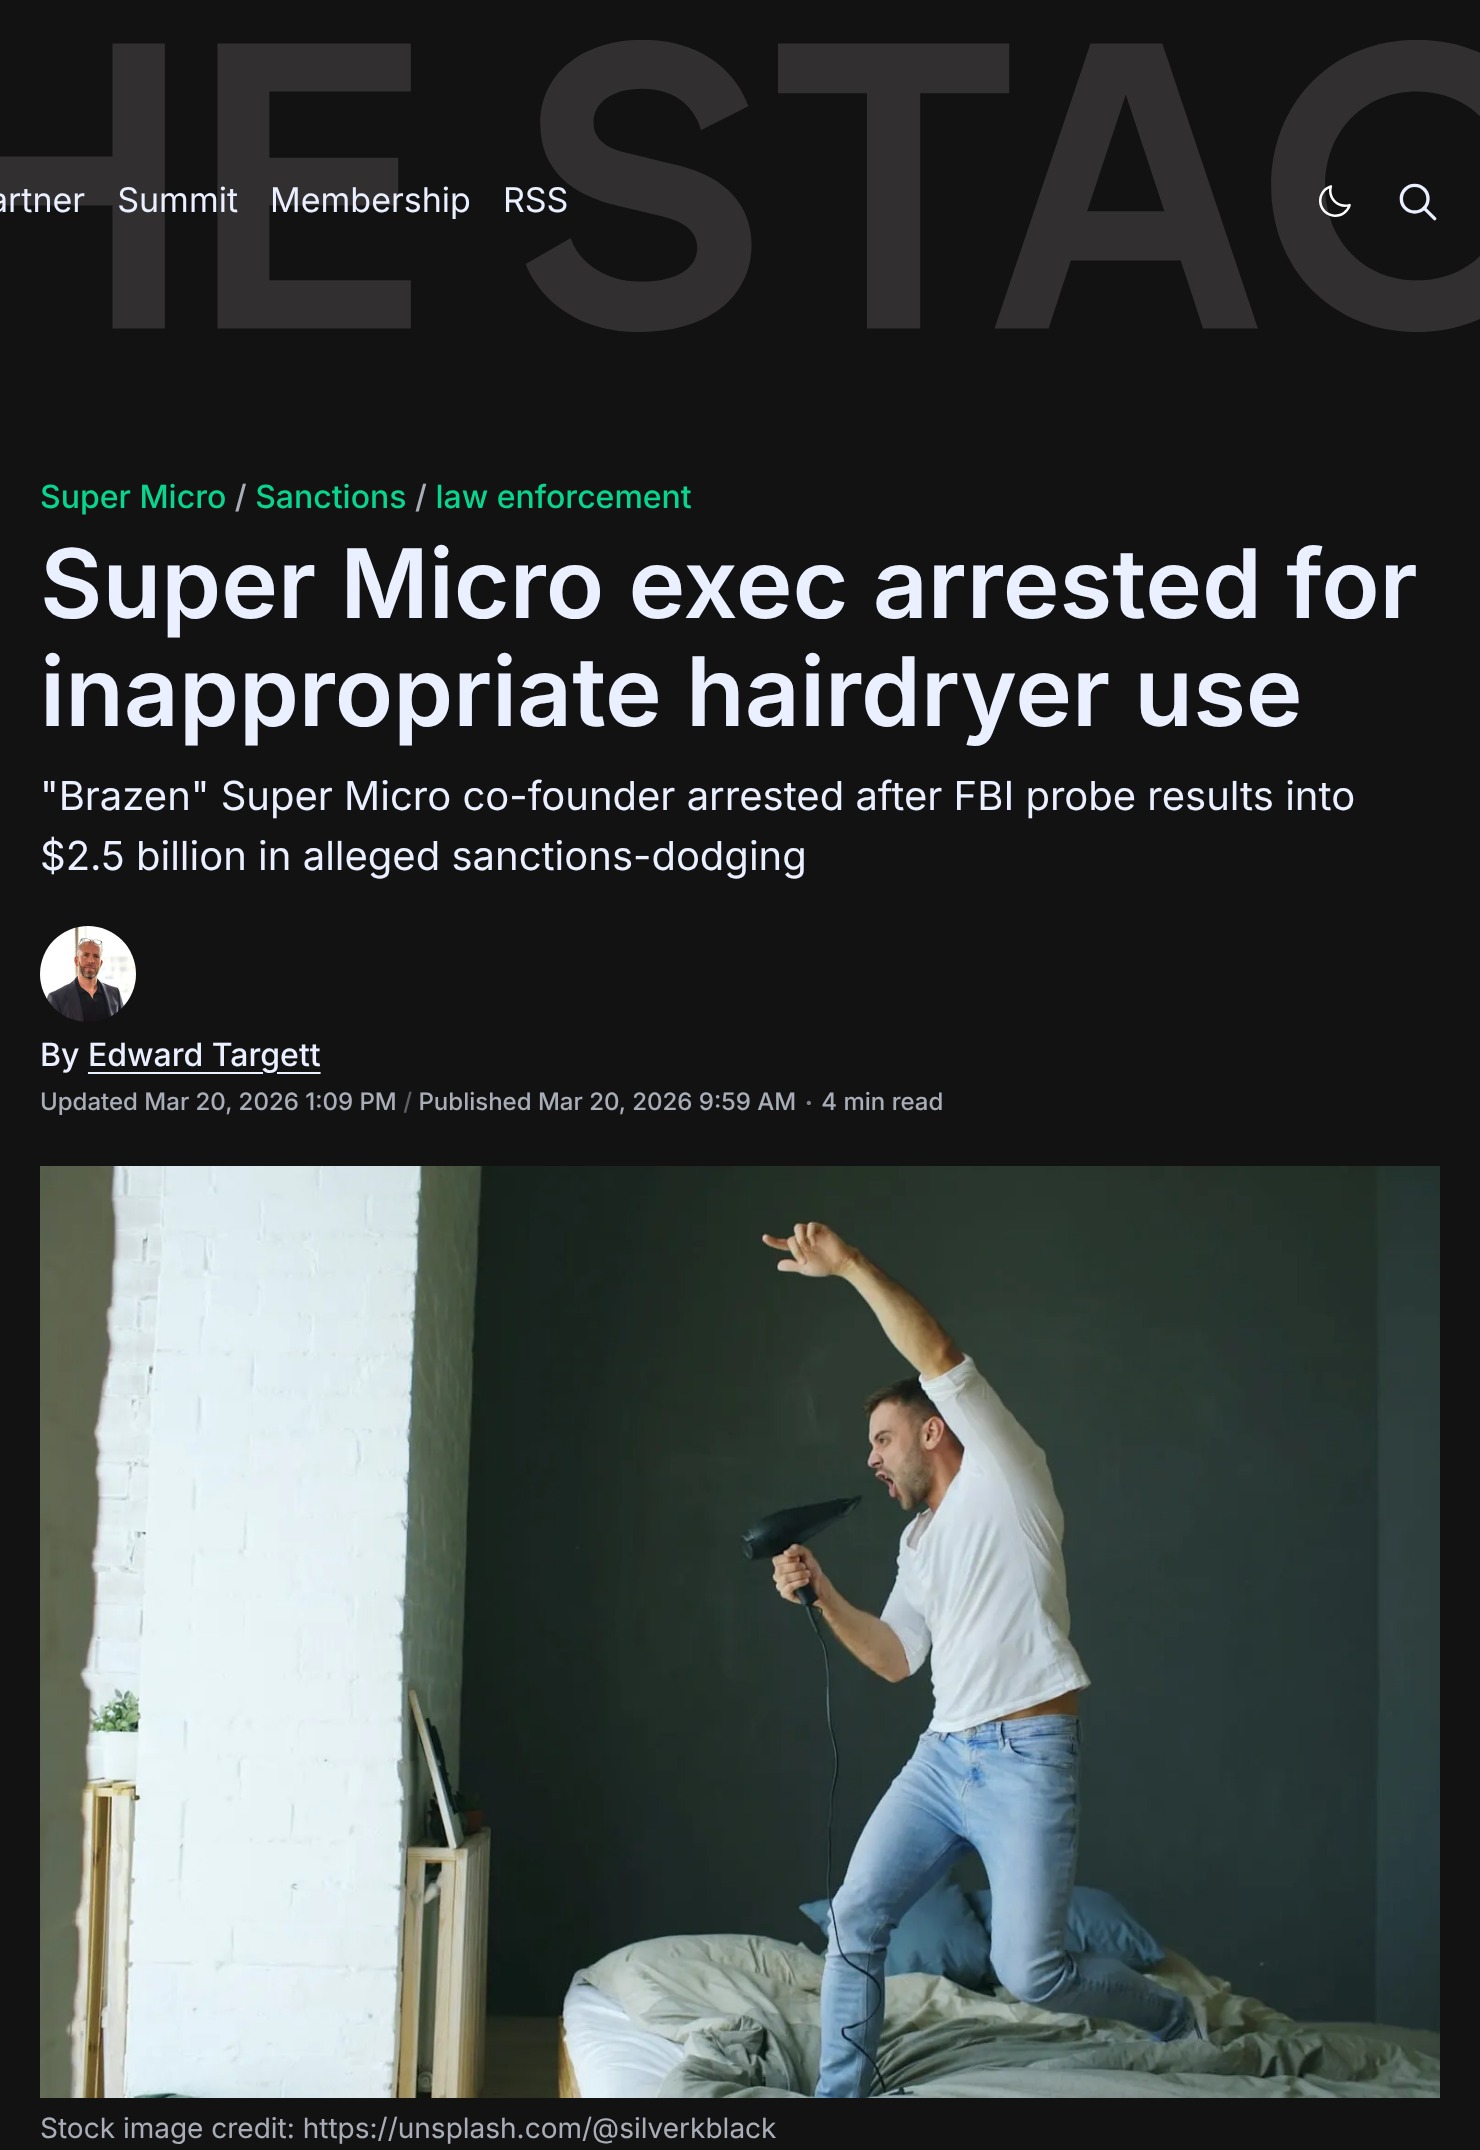 HE STAC
artner Summit Membership RSS
Super Micro / Sanctions / law enforcement
Super Micro exec arrested for
inappropriate hairdryer use
"Brazen" Super Micro co-founder arrested after FBI probe results into
$2.5 billion in alleged sanctions-dodging
By Edward Targett
Updated Mar 20, 2026 1:09 PM / Published Mar 20, 2026 9:59 AM · 4 min read
Stock image credit: https://unsplash.com/@silverkblack